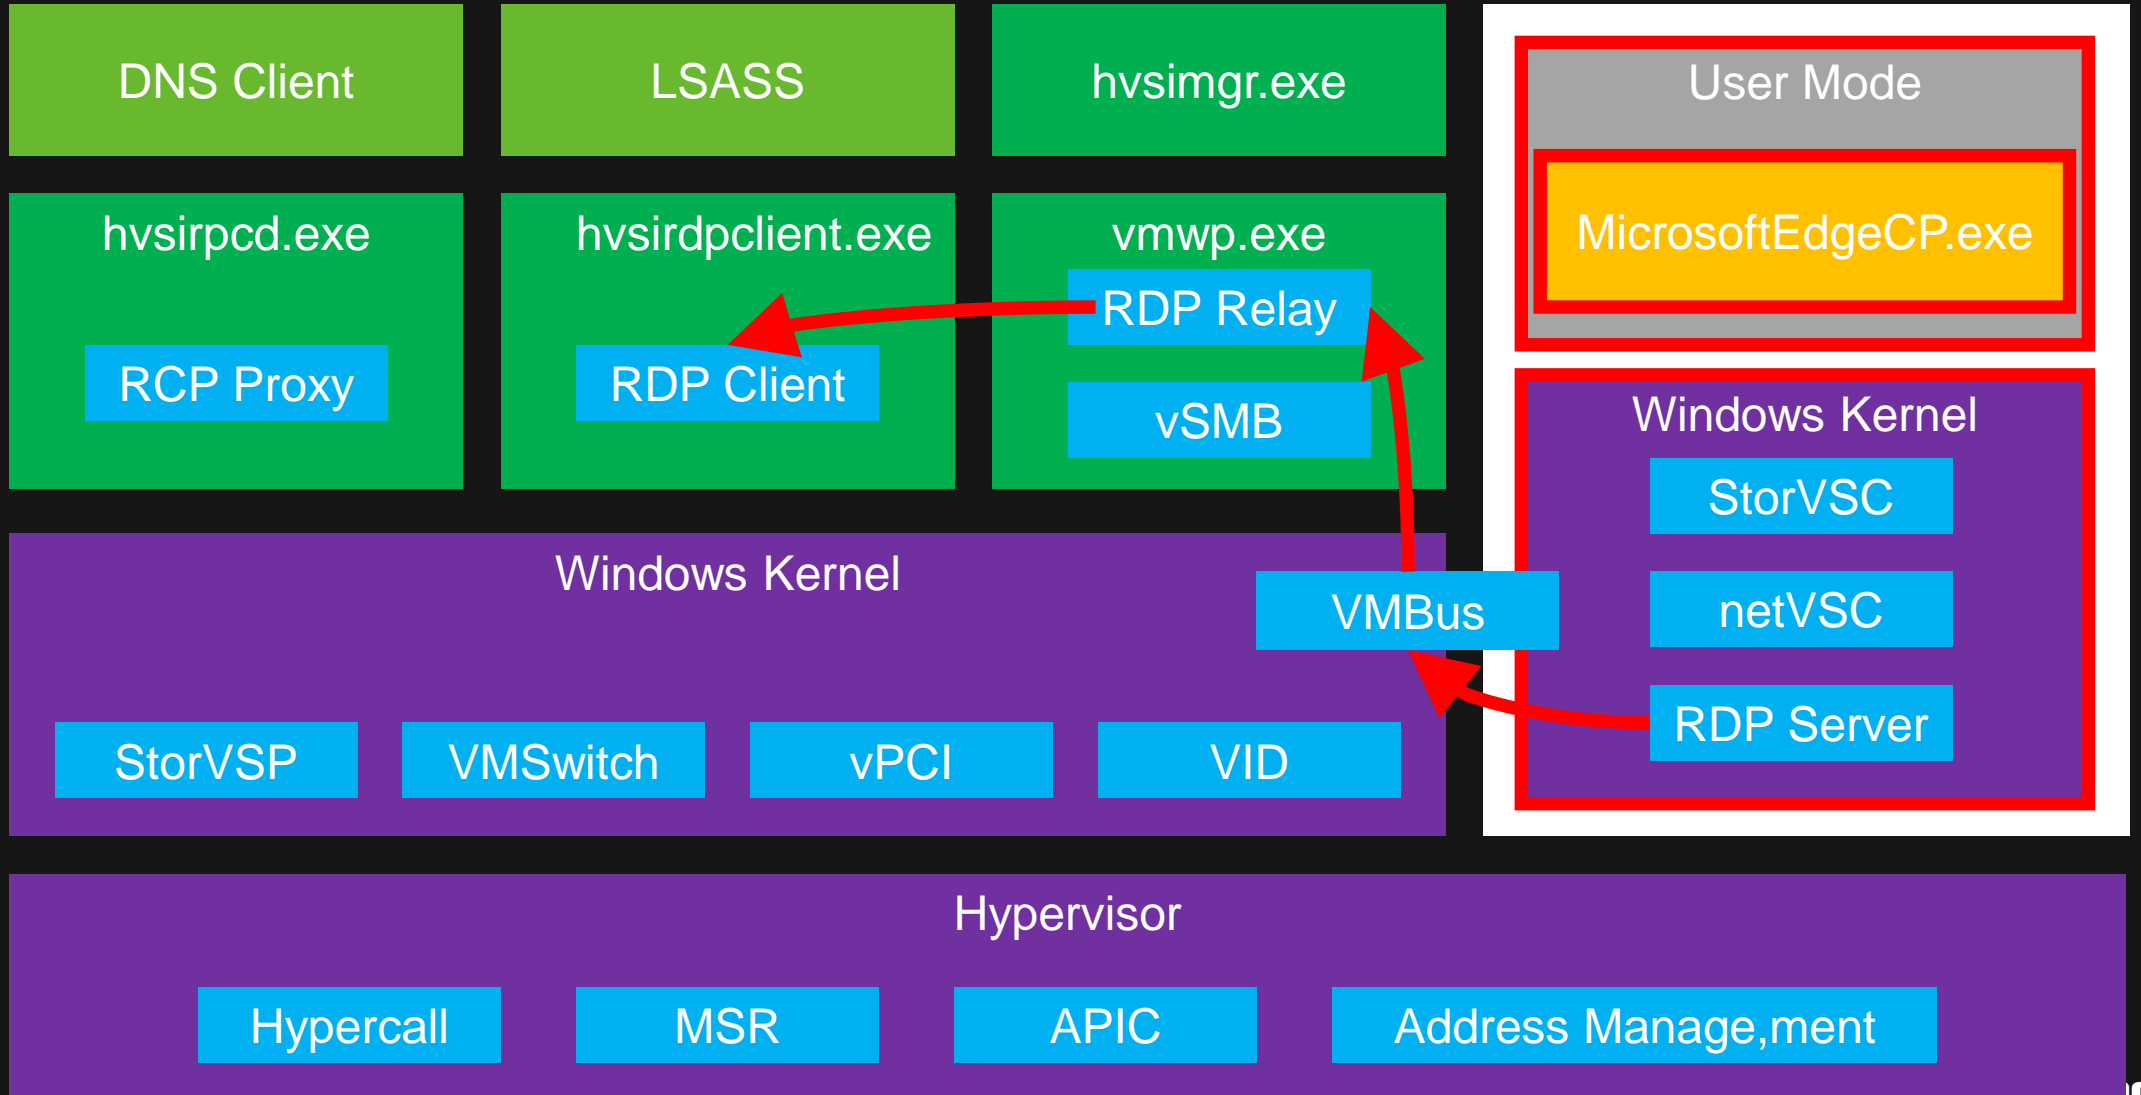 DNS Client
LSASS
hvsimgr.exe
User Mode
MicrosoftEdgeCP.exe
hvsirpcd.exe
RCP Proxy
hvsirdpclient.exe
RDP Client
vmwp.exe
RDP Relay
vSMB
Windows Kernel
StorVSC
netVSC
RDP Server
Windows Kernel
VMBus
StorVSP
VMSwitch
vPCI
VID
Hypervisor
Hypercall
MSR
APIC
Address Manage,ment